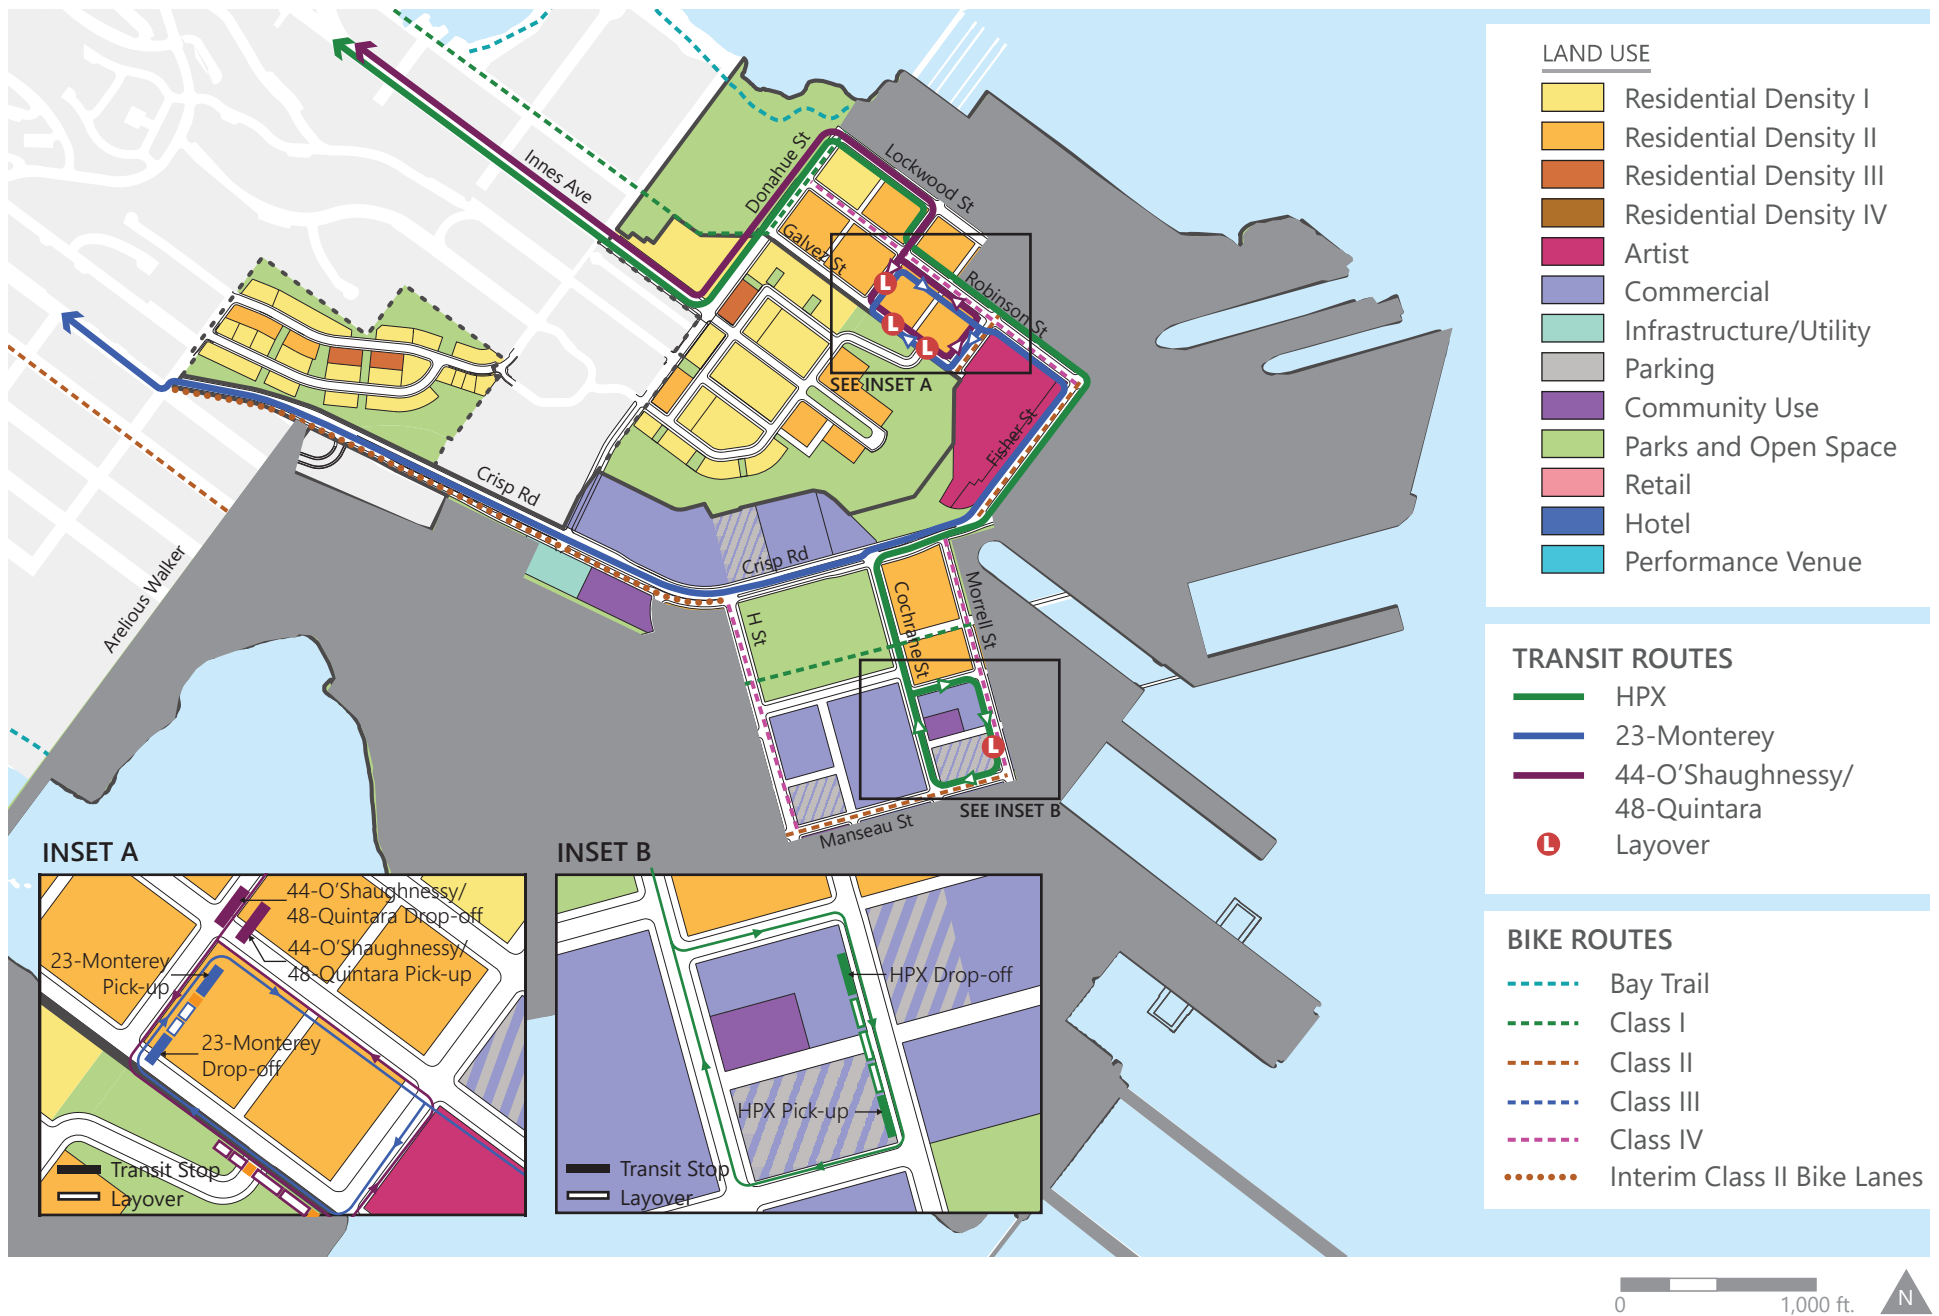 Innes Ave
Donahue St
Lockwood St
Galvez St
Robinson St
L
L
L
SEE INSET A
Fisher St
Crisp Rd
Crisp Rd
Arelious Walker
H St
Cochrane St
Morrell St
L
SEE INSET B
Manseau St
INSET A
44-O'Shaughnessy/
48-Quintara Drop-off
44-O'Shaughnessy/
48-Quintara Pick-up
23-Monterey
Pick-up
23-Monterey
Drop-off
Transit Stop
Layover
INSET B
HPX Drop-off
HPX Pick-up
Transit Stop
Layover
LAND USE
Residential Density I
Residential Density II
Residential Density III
Residential Density IV
Artist
Commercial
Infrastructure/Utility
Parking
Community Use
Parks and Open Space
Retail
Hotel
Performance Venue
TRANSIT ROUTES
HPX
23-Monterey
44-O'Shaughnessy/
48-Quintara
L Layover
BIKE ROUTES
Bay Trail
Class I
Class II
Class III
Class IV
Interim Class II Bike Lanes
0 1,000 ft.
N